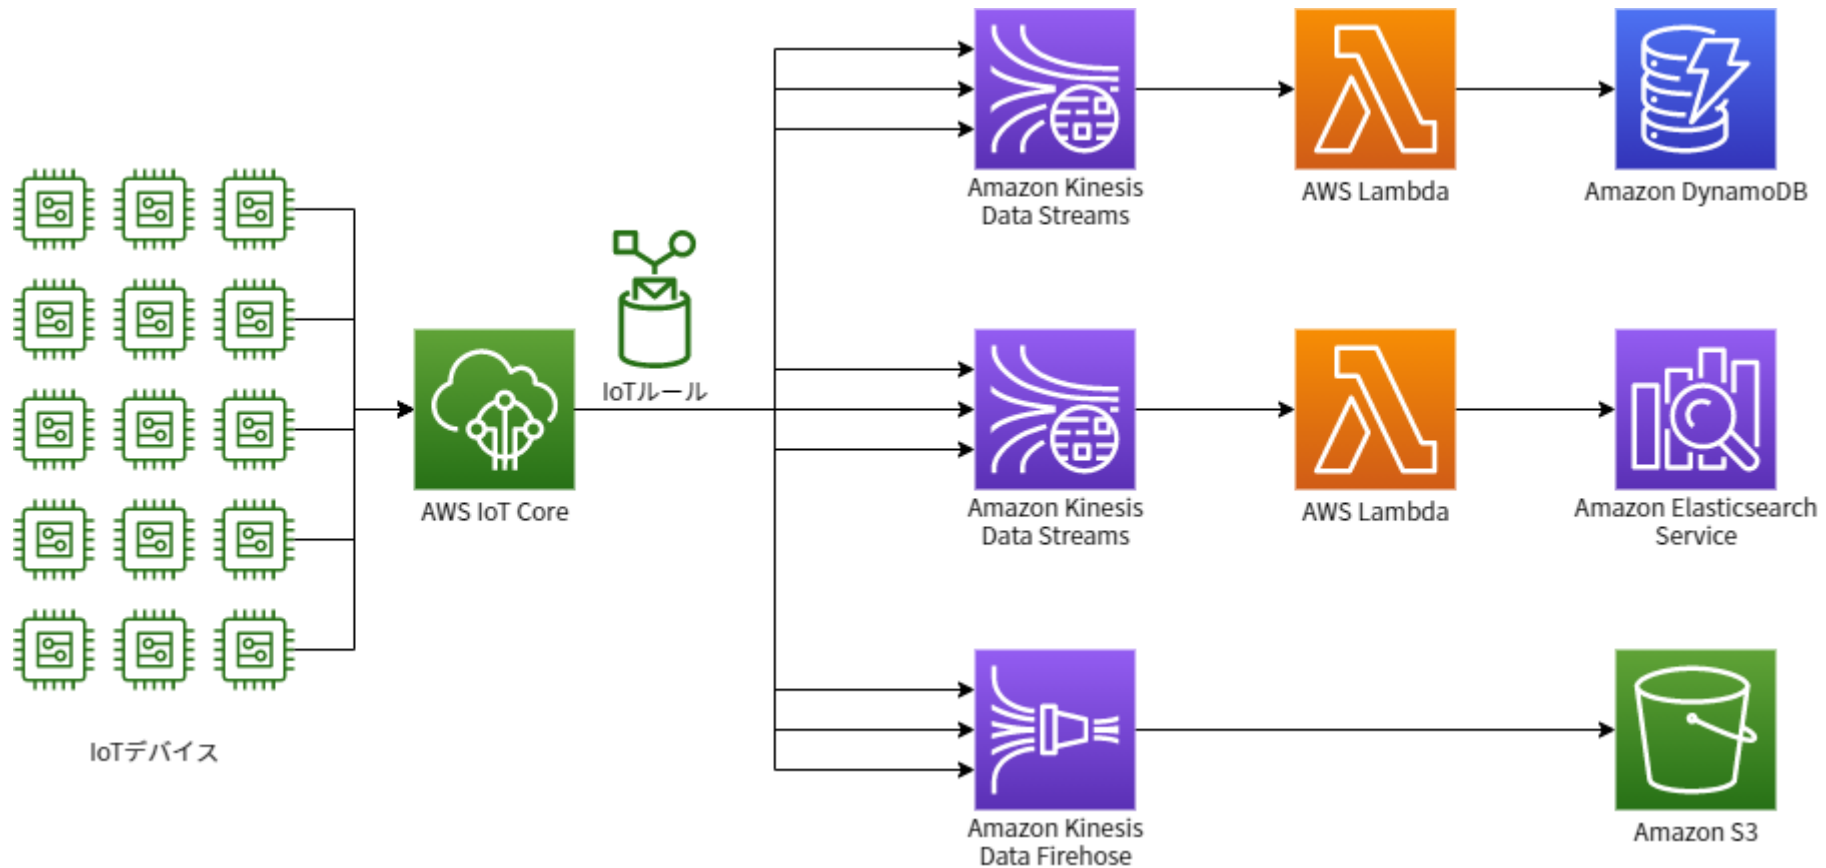 Amazon Kinesis
Data Streams
AWS Lambda
Amazon DynamoDB
IoTルール
AWS IoT Core
Amazon Kinesis
Data Streams
AWS Lambda
Amazon Elasticsearch
Service
IoTデバイス
Amazon Kinesis
Data Firehose
Amazon S3